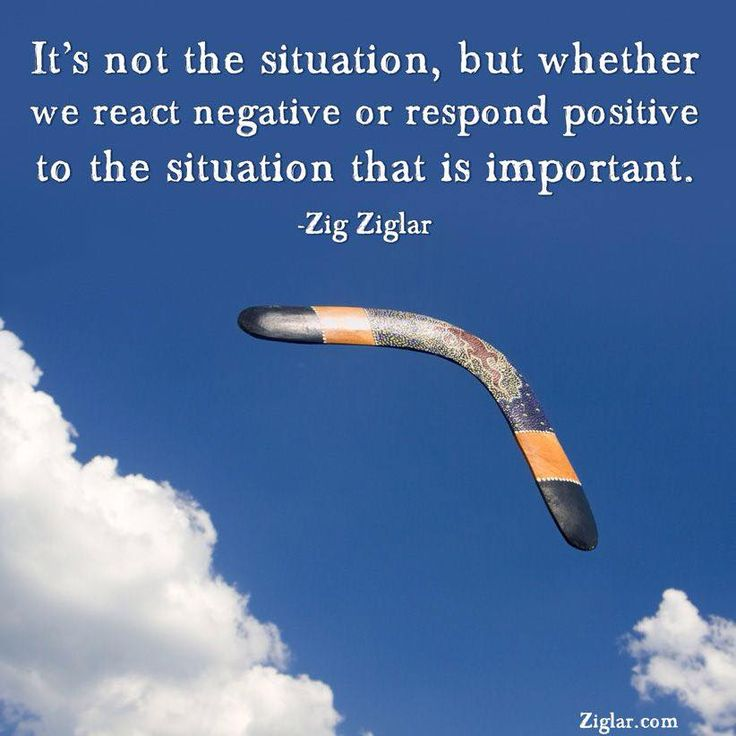 It's not the situation, but whether
we react negative or respond positive
to the situation that is important.
-Zig Ziglar
Ziglar.com